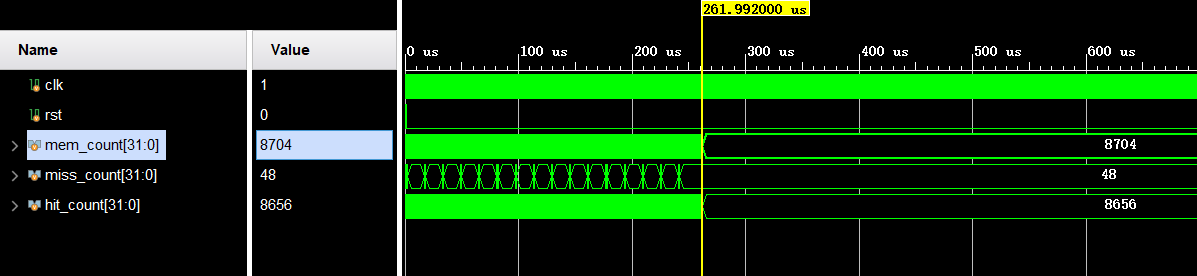 261.992000 us
Name Value 0 us 100 us 200 us 300 us 400 us 500 us 600 us
clk 1
rst 0
mem_count[31:0] 8704 8704
miss_count[31:0] 48 48
hit_count[31:0] 8656 8656